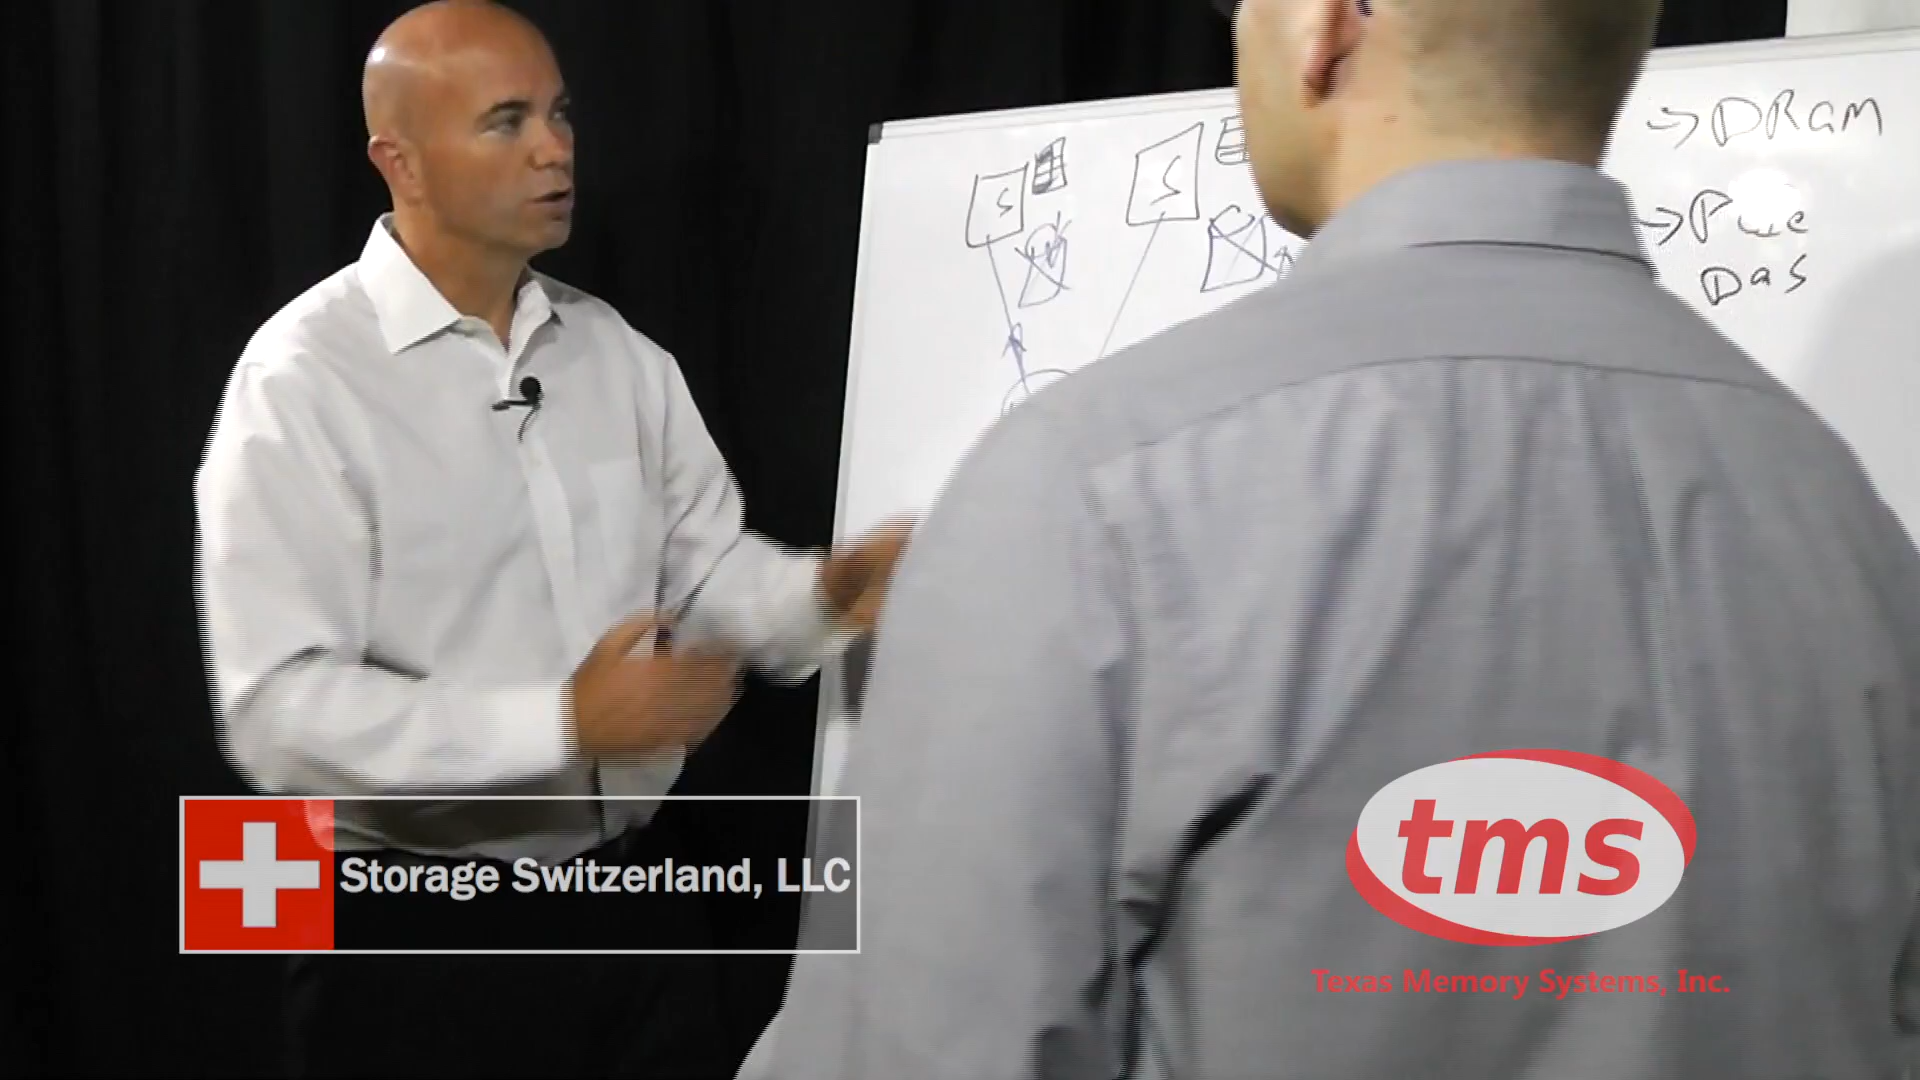 S
S
→DRam
→PcIe
Das
Storage Switzerland, LLC
tms
Texas Memory Systems, Inc.